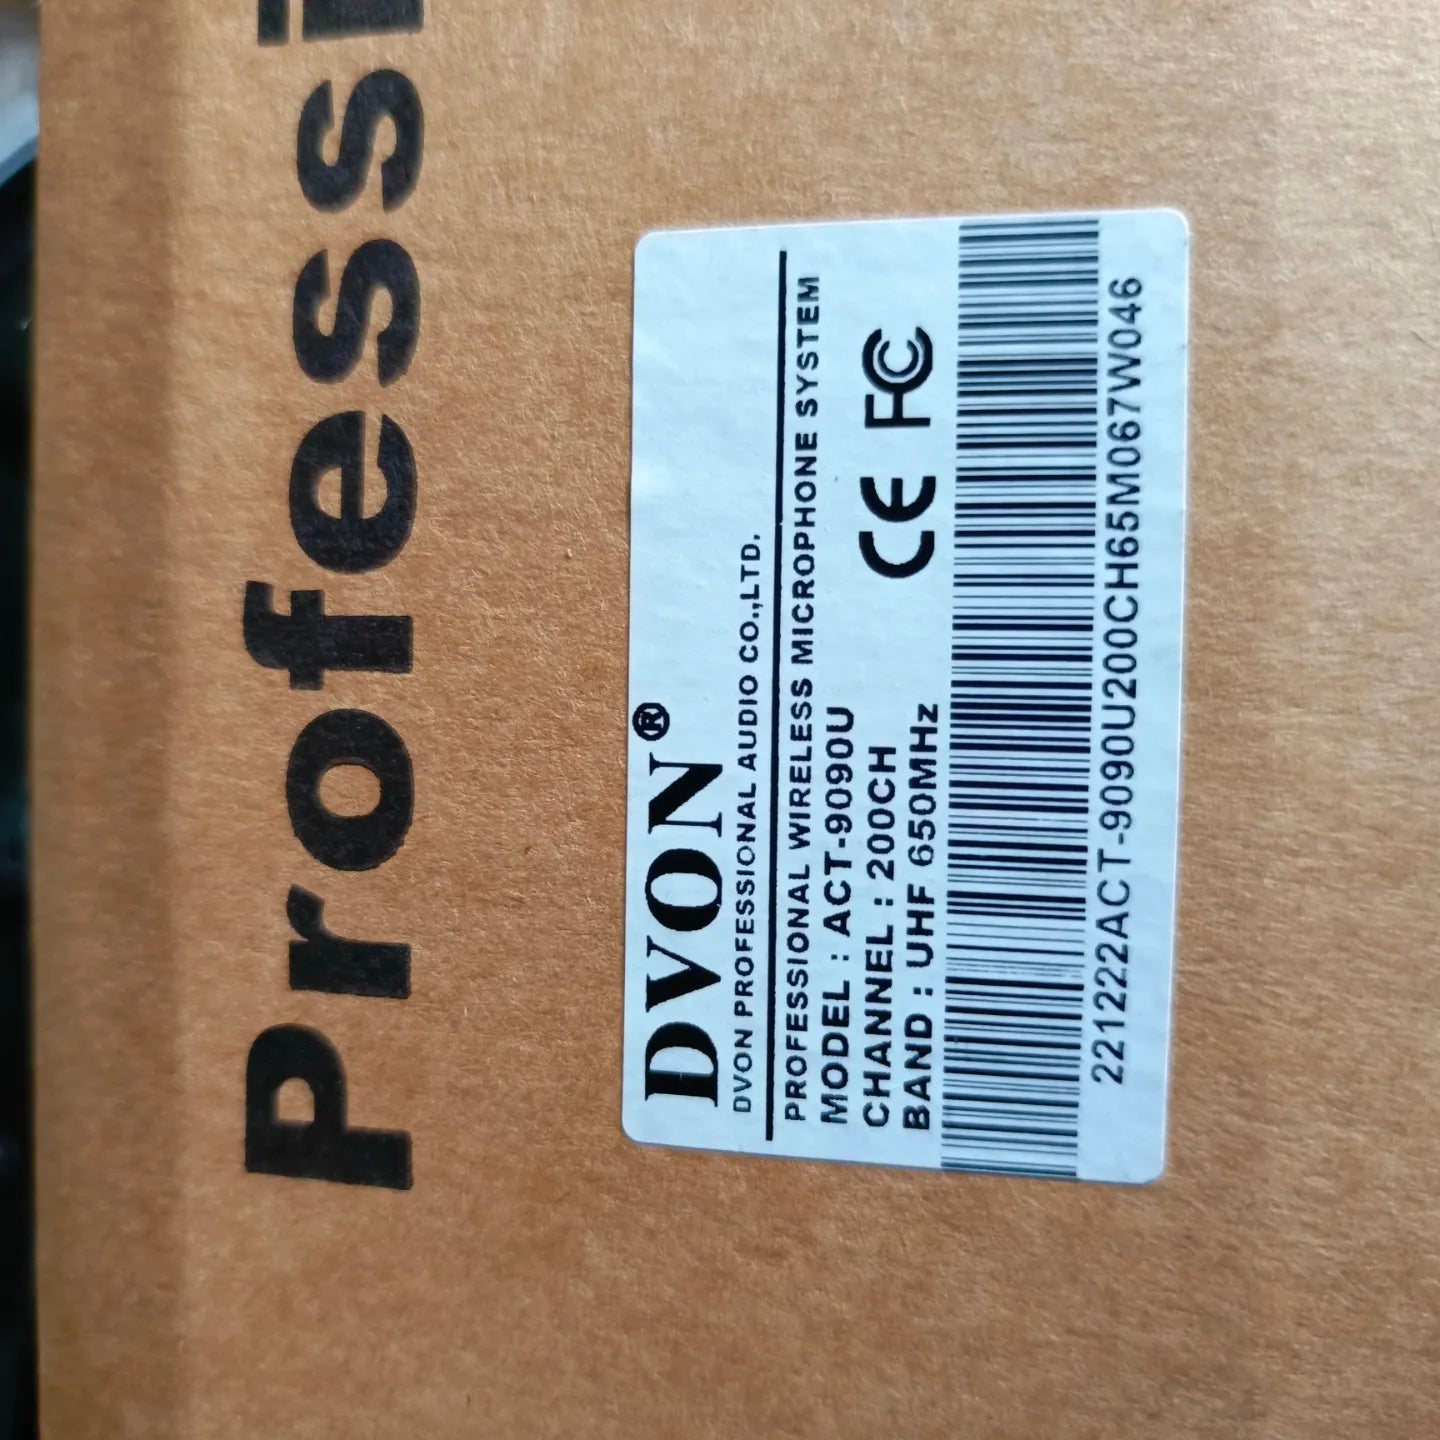 Professi
DVON®
DVON PROFESSIONAL AUDIO CO.,LTD.
PROFESSIONAL WIRELESS MICROPHONE SYSTEM
MODEL : ACT-9090U
CHANNEL : 200CH
BAND : UHF 650MHz
CE FC
221222ACT-9090U200CH65M067W046